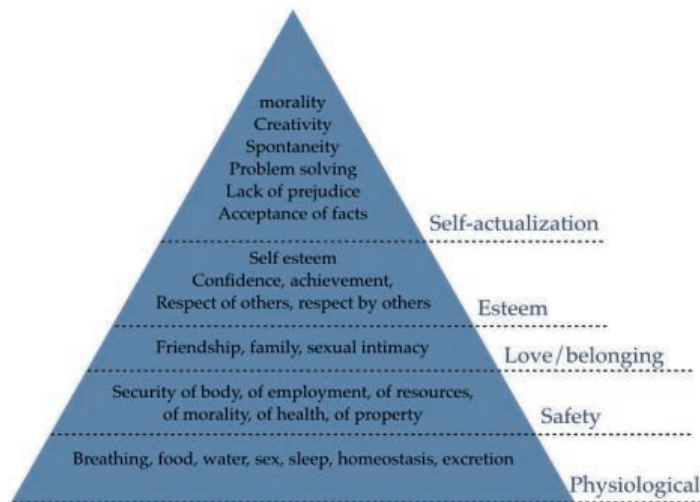 morality
Creativity
Spontaneity
Problem solving
Lack of prejudice
Acceptance of facts
Self-actualization
Self esteem
Confidence, achievement,
Respect of others, respect by others
Esteem
Friendship, family, sexual intimacy
Love/belonging
Security of body, of employment, of resources,
of morality, of health, of property
Safety
Breathing, food, water, sex, sleep, homeostasis, excretion
Physiological